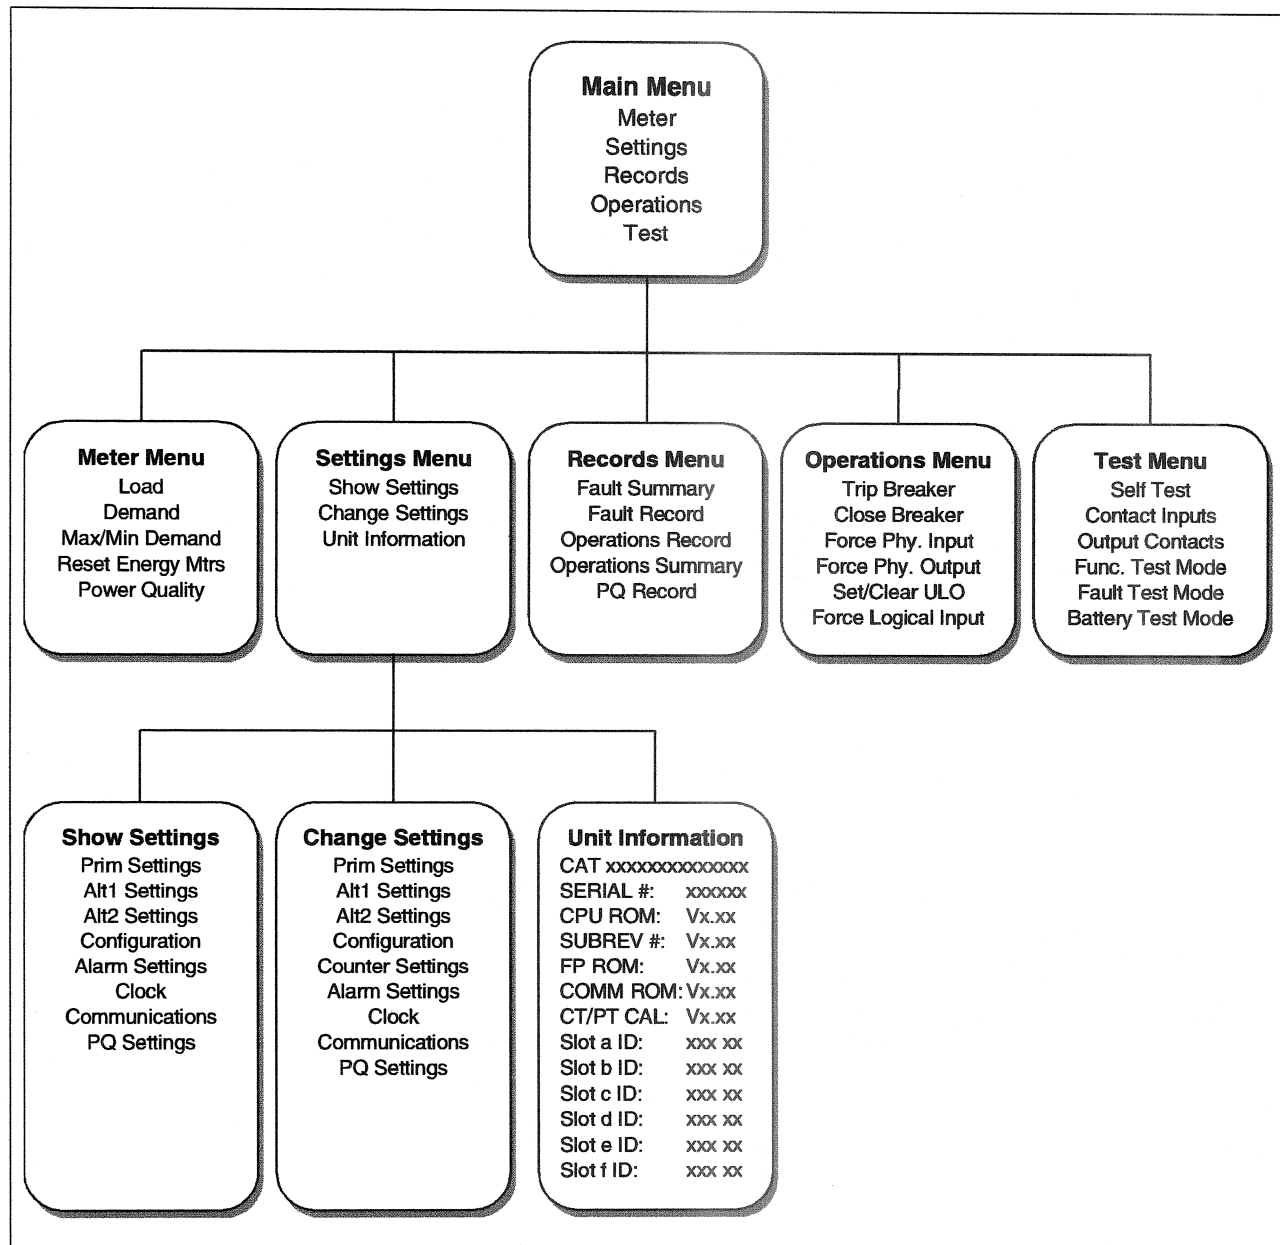 Main Menu
Meter
Settings
Records
Operations
Test
Meter Menu
Load
Demand
Max/Min Demand
Reset Energy Mtrs
Power Quality
Settings Menu
Show Settings
Change Settings
Unit Information
Records Menu
Fault Summary
Fault Record
Operations Record
Operations Summary
PQ Record
Operations Menu
Trip Breaker
Close Breaker
Force Phy. Input
Force Phy. Output
Set/Clear ULO
Force Logical Input
Test Menu
Self Test
Contact Inputs
Output Contacts
Func. Test Mode
Fault Test Mode
Battery Test Mode
Show Settings
Prim Settings
Alt1 Settings
Alt2 Settings
Configuration
Alarm Settings
Clock
Communications
PQ Settings
Change Settings
Prim Settings
Alt1 Settings
Alt2 Settings
Configuration
Counter Settings
Alarm Settings
Clock
Communications
PQ Settings
Unit Information
CAT xxxxxxxxxxxxxx
SERIAL #: xxxxxx
CPU ROM: Vx.xx
SUBREV #: Vx.xx
FP ROM: Vx.xx
COMM ROM: Vx.xx
CT/PT CAL: Vx.xx
Slot a ID: xxx xx
Slot b ID: xxx xx
Slot c ID: xxx xx
Slot d ID: xxx xx
Slot e ID: xxx xx
Slot f ID: xxx xx